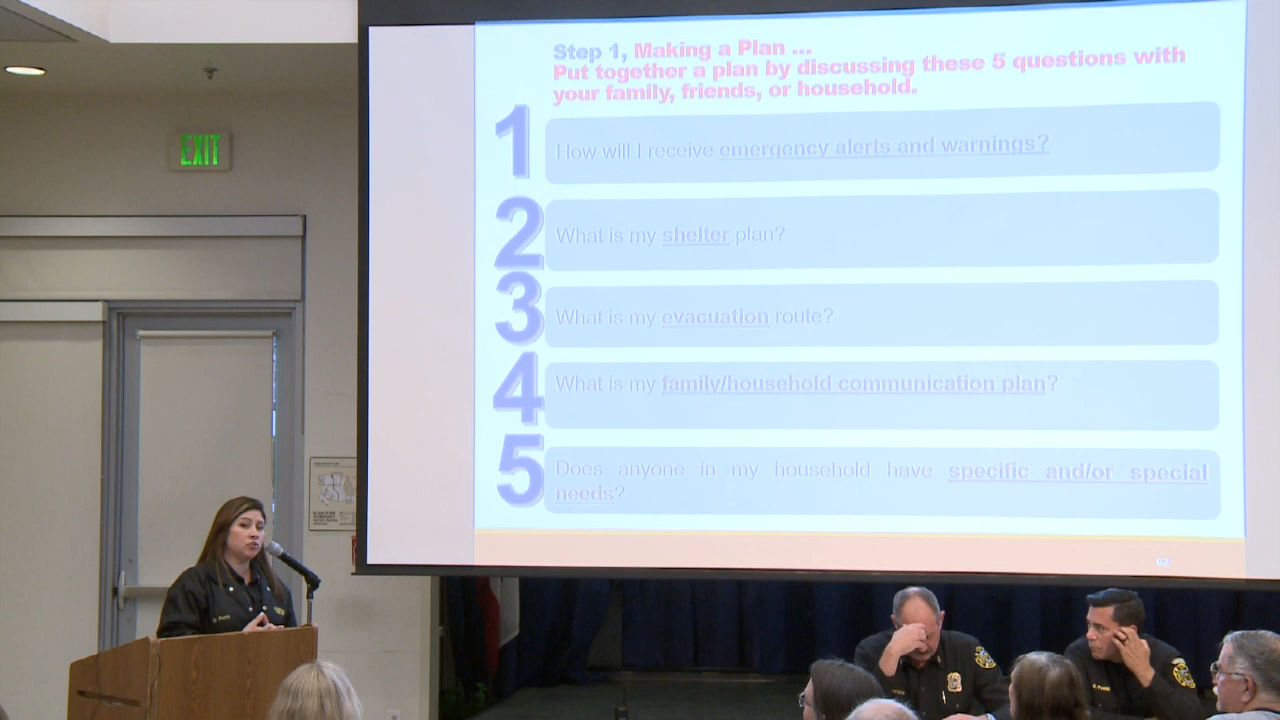 Step 1, Making a Plan ...
Put together a plan by discussing these 5 questions with
your family, friends, or household.
1
How will I receive emergency alerts and warnings?
2
What is my shelter plan?
3
What is my evacuation route?
4
What is my family/household communication plan?
5
Does anyone in my household have specific and/or special
needs?
62
EXIT